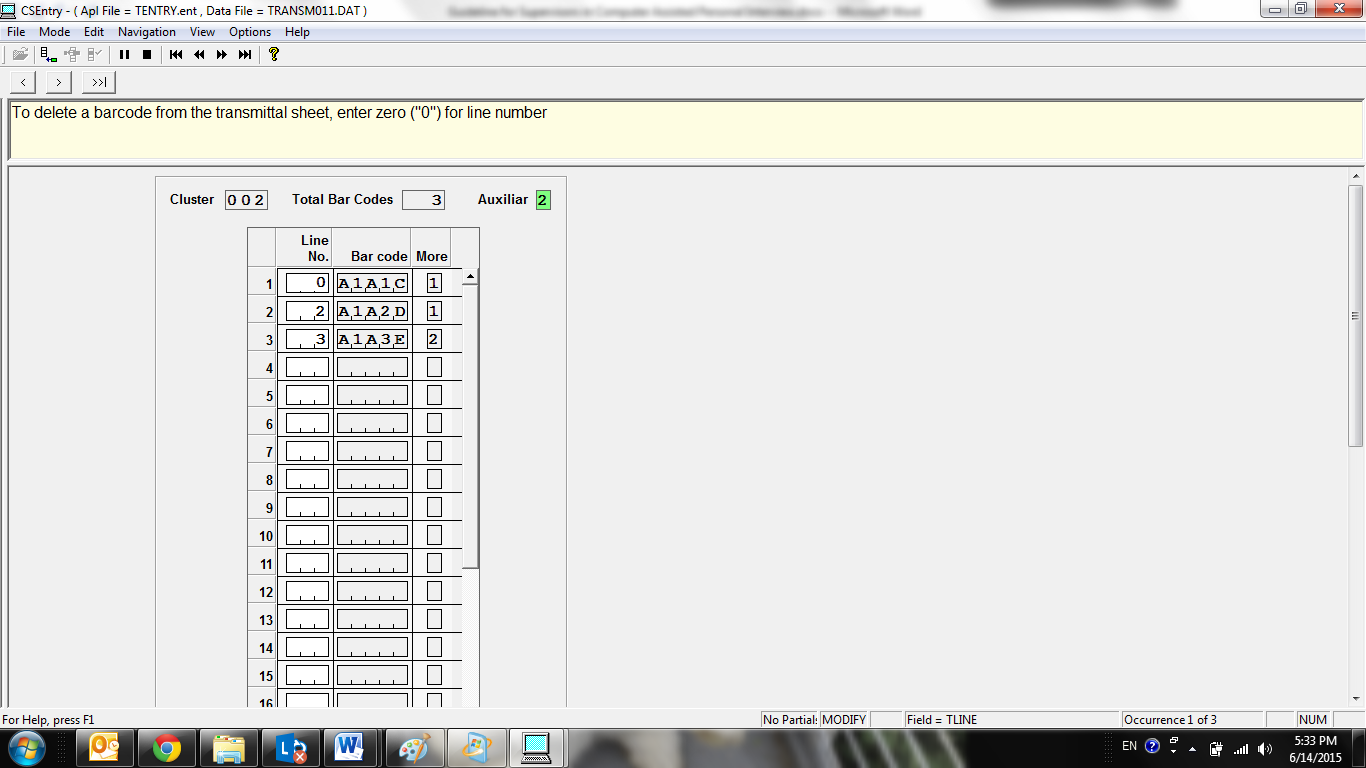 CSEntry - ( Apl File = TENTRY.ent , Data File = TRANSM011.DAT )
File Mode Edit Navigation View Options Help
< > >>|
To delete a barcode from the transmittal sheet, enter zero ("0") for line number
Cluster 002 Total Bar Codes 3 Auxiliar 2
Line
No. Bar code More
1 0 A1A1C 1
2 2 A1A2D 1
3 3 A1A3E 2
4
5
6
7
8
9
10
11
12
13
14
15
16
For Help, press F1 No Partials MODIFY Field = TLINE Occurrence 1 of 3 NUM
EN 5:33 PM
6/14/2015